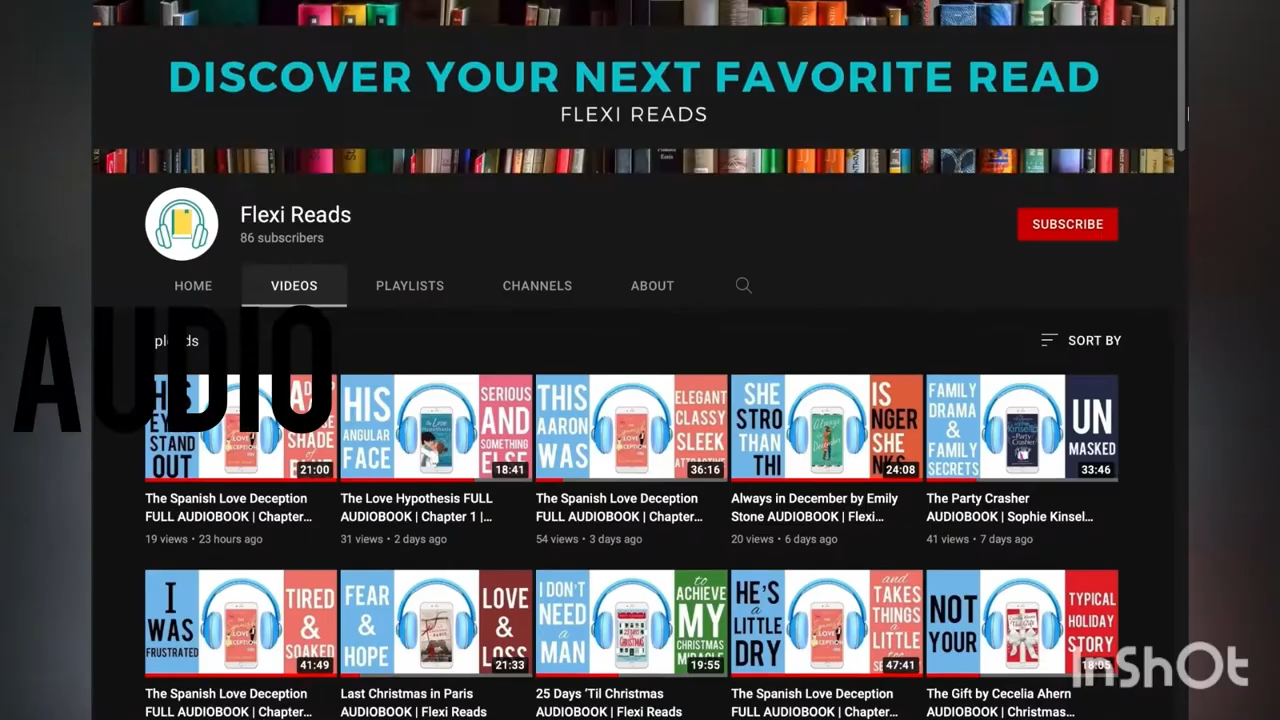 DISCOVER YOUR NEXT FAVORITE READ
FLEXI READS
Flexi Reads
86 subscribers
SUBSCRIBE
HOME VIDEOS PLAYLISTS CHANNELS ABOUT
AUDIO
SORT BY
HIS ANGULAR FACE
SERIOUS AND SOMETHING ELSE
THIS AARON WAS
ELEGANT CLASSY SLEEK
SHE STRO THAN THI
IS NGER SHE
FAMILY DRAMA & FAMILY SECRETS
UN MASKED
21:00 18:41 36:16 24:08 33:46
The Spanish Love Deception FULL AUDIOBOOK | Chapter...
19 views • 23 hours ago
The Love Hypothesis FULL AUDIOBOOK | Chapter 1 |...
31 views • 2 days ago
The Spanish Love Deception FULL AUDIOBOOK | Chapter...
54 views • 3 days ago
Always in December by Emily Stone AUDIOBOOK | Flexi...
20 views • 6 days ago
The Party Crasher AUDIOBOOK | Sophie Kinsel...
41 views • 7 days ago
I WAS FRUSTRATED
TIRED & SOAKED
FEAR & HOPE
LOVE & LOSS
I DON'T NEED a MAN
to ACHIEVE MY CHRISTMAS MIRACLE
HE'S a LITTLE DRY
and TAKES THINGS a LITTLE
NOT YOUR
TYPICAL HOLIDAY STORY
41:49 21:33 19:55 47:41 18:05
The Spanish Love Deception FULL AUDIOBOOK | Chapter...
Last Christmas in Paris AUDIOBOOK | Flexi Reads
25 Days 'Til Christmas AUDIOBOOK | Flexi Reads
The Spanish Love Deception FULL AUDIOBOOK | Chapter...
The Gift by Cecelia Ahern AUDIOBOOK | Christmas...
InShOt